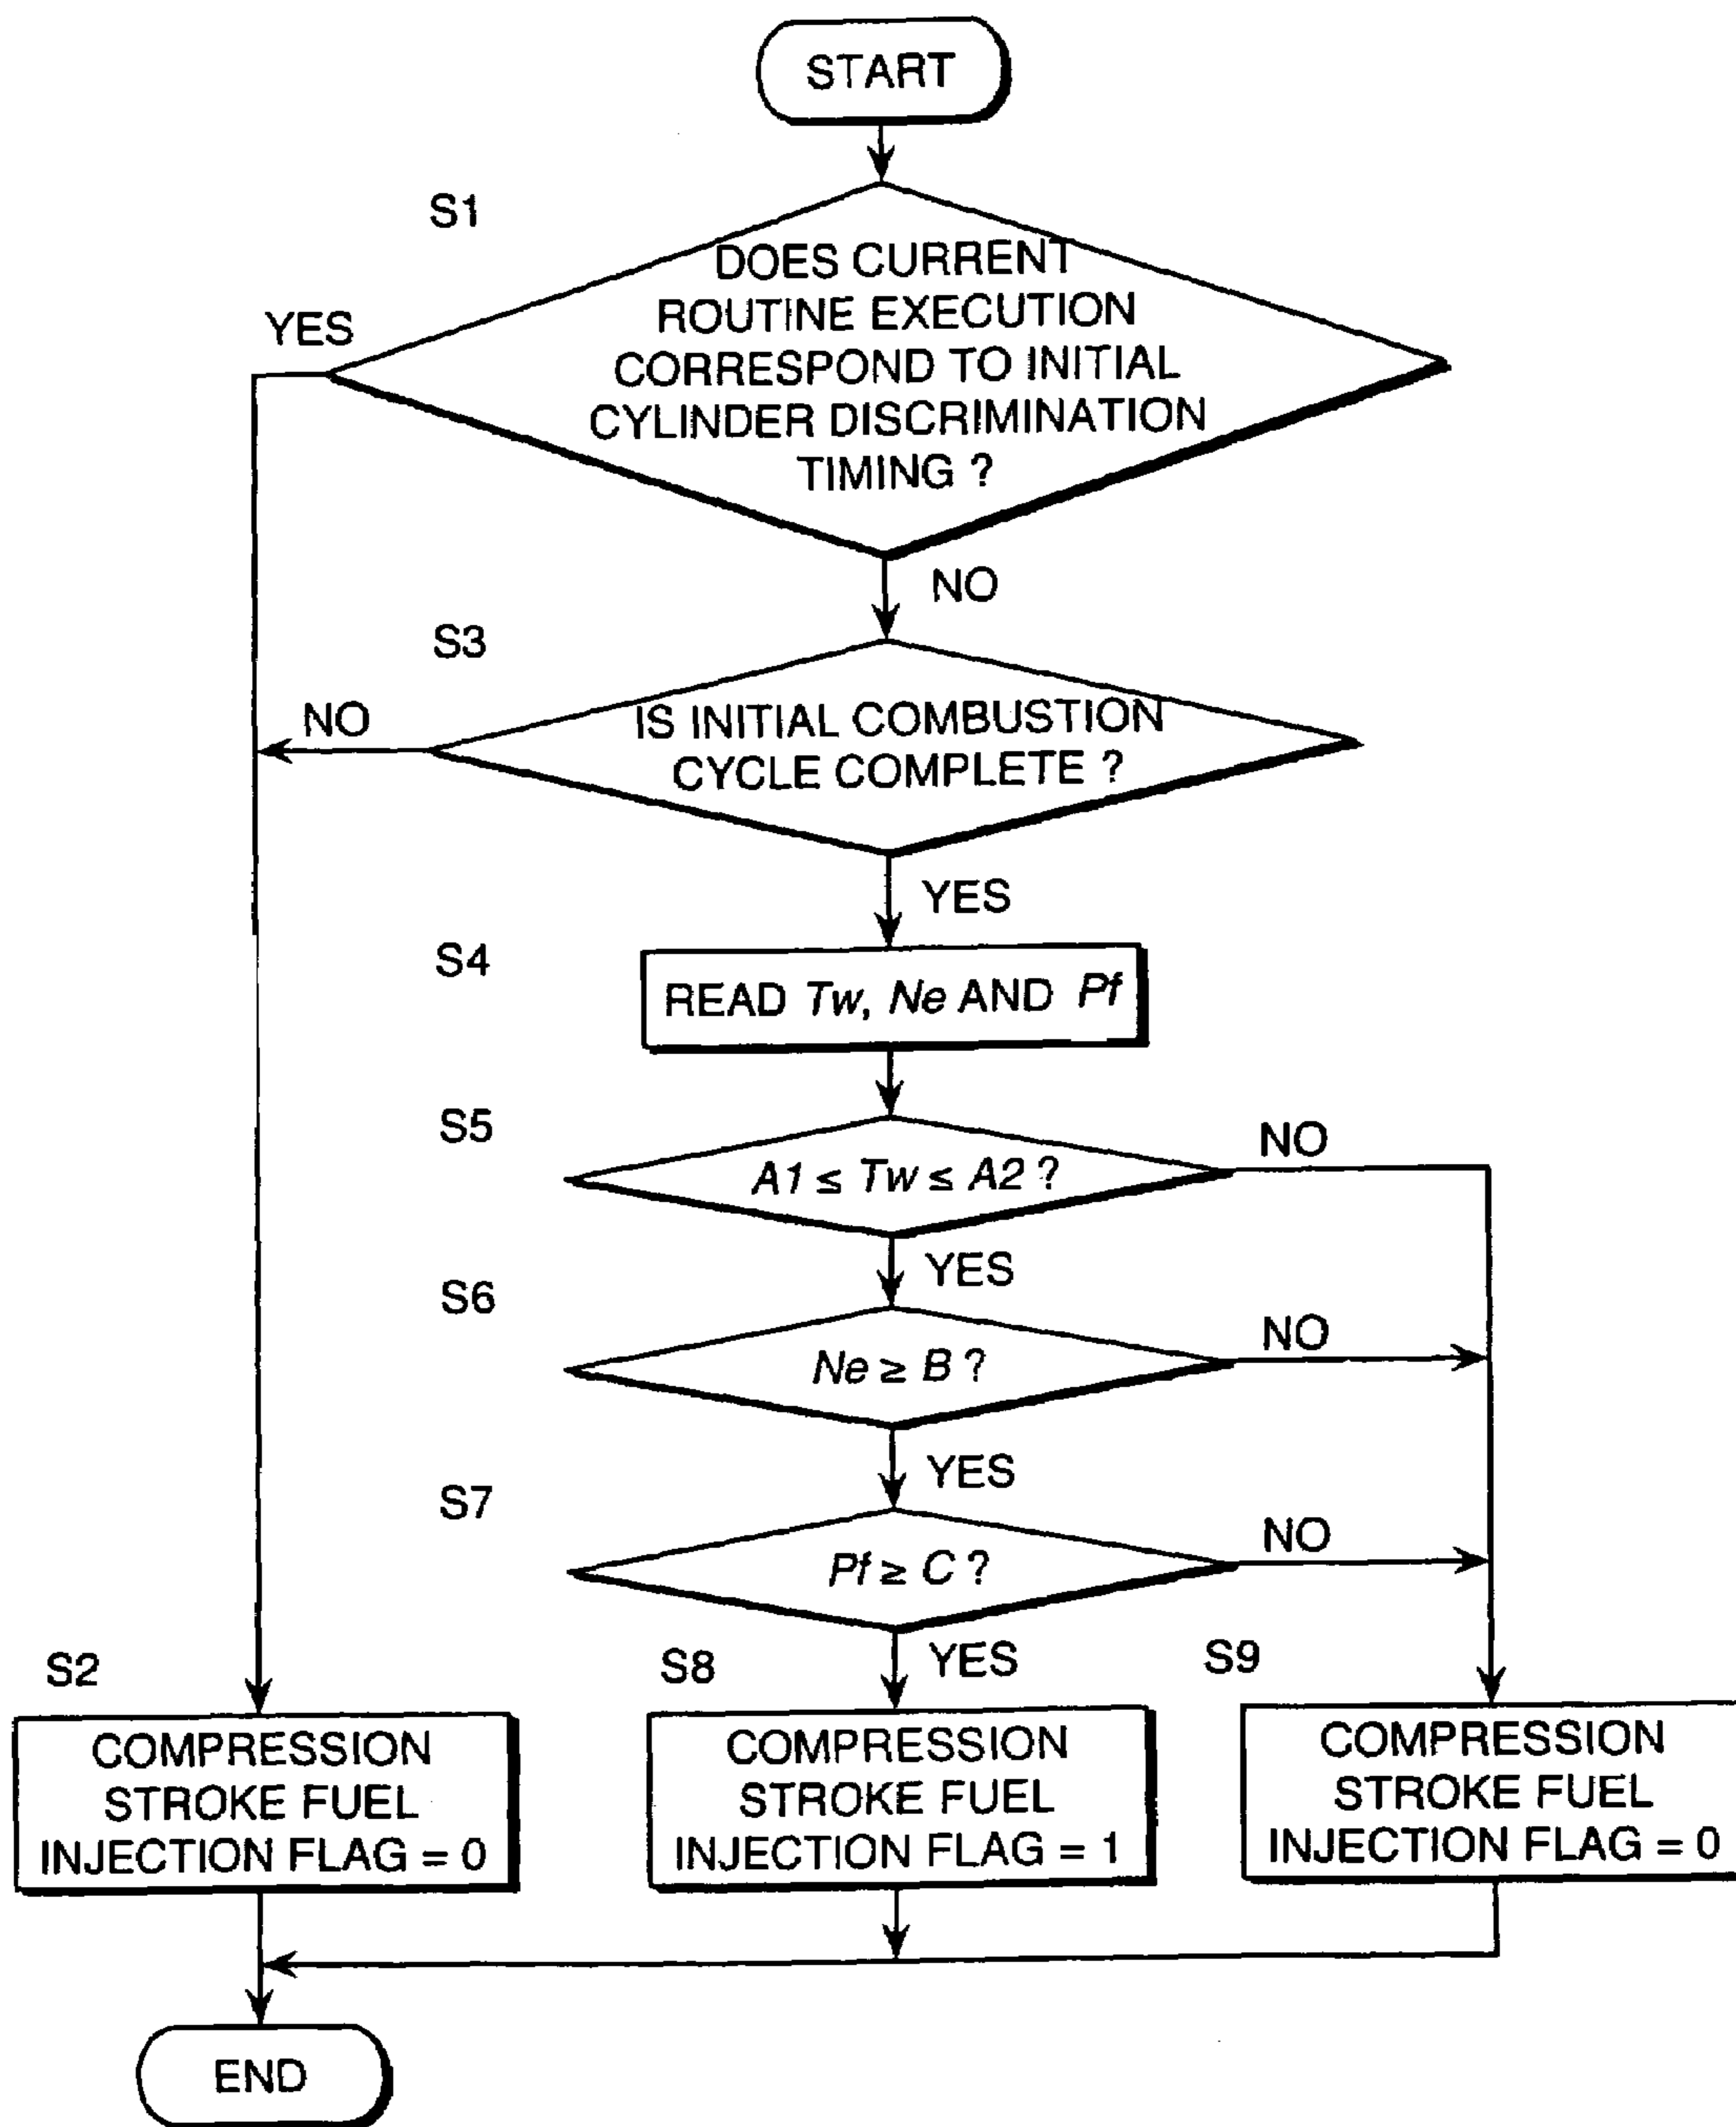 START
S1
DOES CURRENT
ROUTINE EXECUTION
CORRESPOND TO INITIAL
CYLINDER DISCRIMINATION
TIMING ?
YES
NO
S3
IS INITIAL COMBUSTION
CYCLE COMPLETE ?
NO
YES
S4
READ Tw, Ne AND Pf
S5
A1 ≤ Tw ≤ A2 ?
NO
YES
S6
Ne ≥ B ?
NO
YES
S7
Pf ≥ C ?
NO
YES
S2
COMPRESSION
STROKE FUEL
INJECTION FLAG = 0
S8
COMPRESSION
STROKE FUEL
INJECTION FLAG = 1
S9
COMPRESSION
STROKE FUEL
INJECTION FLAG = 0
END